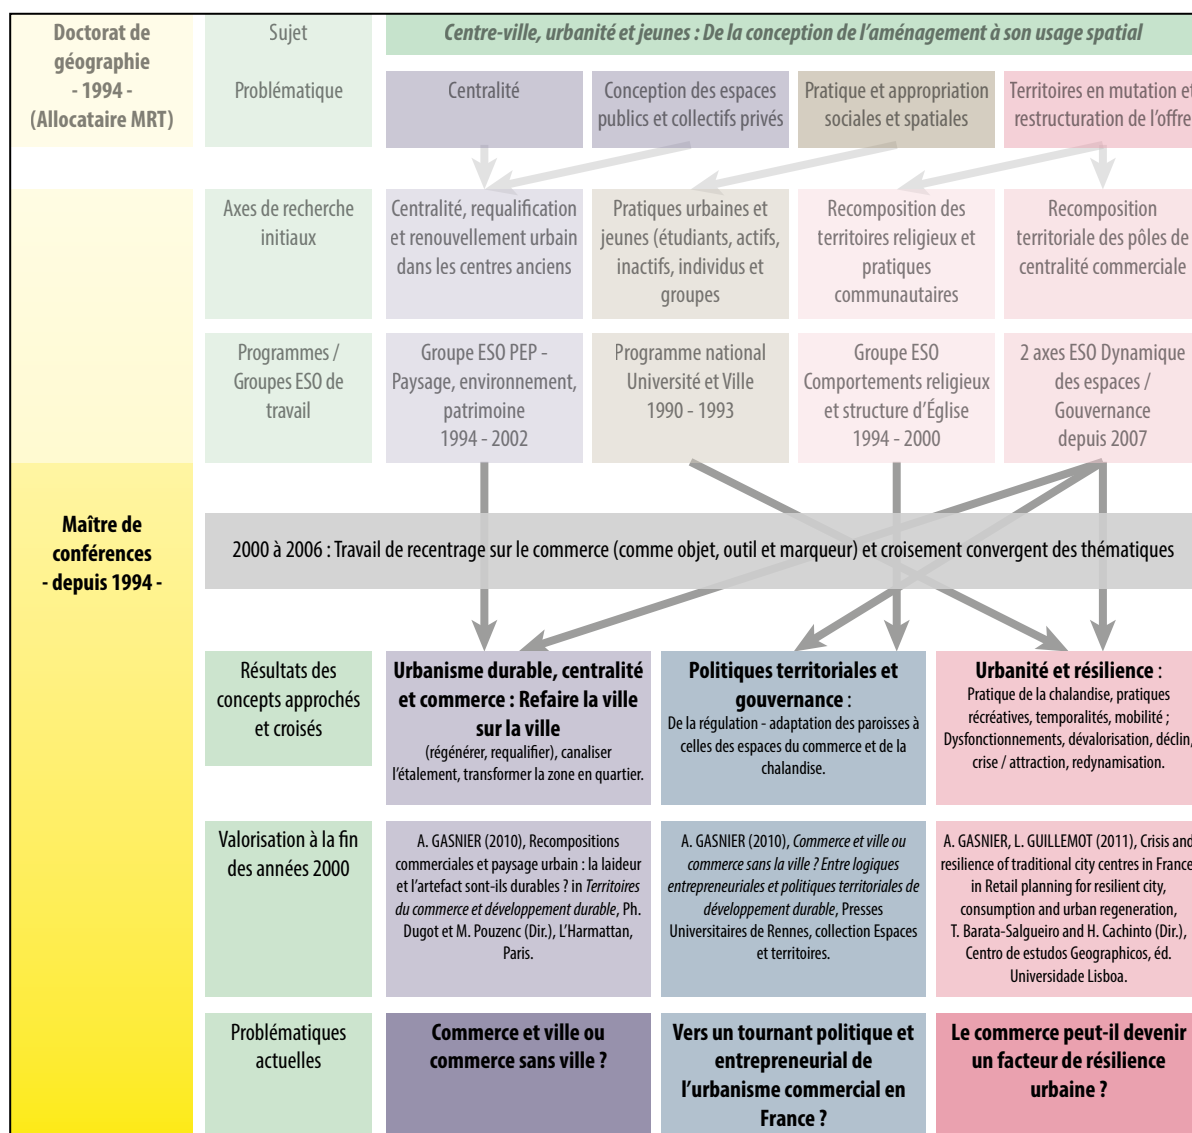 Doctorat de
géographie
- 1994 -
(Allocataire MRT)
Sujet
Centre-ville, urbanité et jeunes : De la conception de l'aménagement à son usage spatial
Problématique
Centralité
Conception des espaces
publics et collectifs privés
Pratique et appropriation
sociales et spatiales
Territoires en mutation et
restructuration de l'offre
Axes de recherche
initiaux
Centralité, requalification
et renouvellement urbain
dans les centres anciens
Pratiques urbaines et
jeunes (étudiants, actifs,
inactifs, individus et
groupes
Recomposition des
territoires religieux et
pratiques
communautaires
Recomposition
territoriale des pôles de
centralité commerciale
Programmes /
Groupes ESO de
travail
Groupe ESO PEP -
Paysage, environnement,
patrimoine
1994 - 2002
Programme national
Université et Ville
1990 - 1993
Groupe ESO
Comportements religieux
et structure d'Église
1994 - 2000
2 axes ESO Dynamique
des espaces /
Gouvernance
depuis 2007
Maître de
conférences
- depuis 1994 -
2000 à 2006 : Travail de recentrage sur le commerce (comme objet, outil et marqueur) et croisement convergent des thématiques
Résultats des
concepts approchés
et croisés
Urbanisme durable, centralité
et commerce : Refaire la ville
sur la ville
(régénérer, requalifier), canaliser
l'étalement, transformer la zone en quartier.
Politiques territoriales et
gouvernance :
De la régulation - adaptation des paroisses à
celles des espaces du commerce et de la
chalandise.
Urbanité et résilience :
Pratique de la chalandise, pratiques
récréatives, temporalités, mobilité ;
Dysfonctionnements, dévalorisation, déclin,
crise / attraction, redynamisation.
Valorisation à la fin
des années 2000
A. GASNIER (2010), Recompositions
commerciales et paysage urbain : la laideur
et l'artefact sont-ils durables ? in Territoires
du commerce et développement durable, Ph.
Dugot et M. Pouzenc (Dir.), L'Harmattan,
Paris.
A. GASNIER (2010), Commerce et ville ou
commerce sans la ville ? Entre logiques
entrepreneuriales et politiques territoriales de
développement durable, Presses
Universitaires de Rennes, collection Espaces
et territoires.
A. GASNIER, L. GUILLEMOT (2011), Crisis and
resilience of traditional city centres in France
in Retail planning for resilient city,
consumption and urban regeneration,
T. Barata-Salgueiro and H. Cachinto (Dir.),
Centro de estudos Geographicos, éd.
Universidade Lisboa.
Problématiques
actuelles
Commerce et ville ou
commerce sans ville ?
Vers un tournant politique et
entrepreneurial de
l'urbanisme commercial en
France ?
Le commerce peut-il devenir
un facteur de résilience
urbaine ?